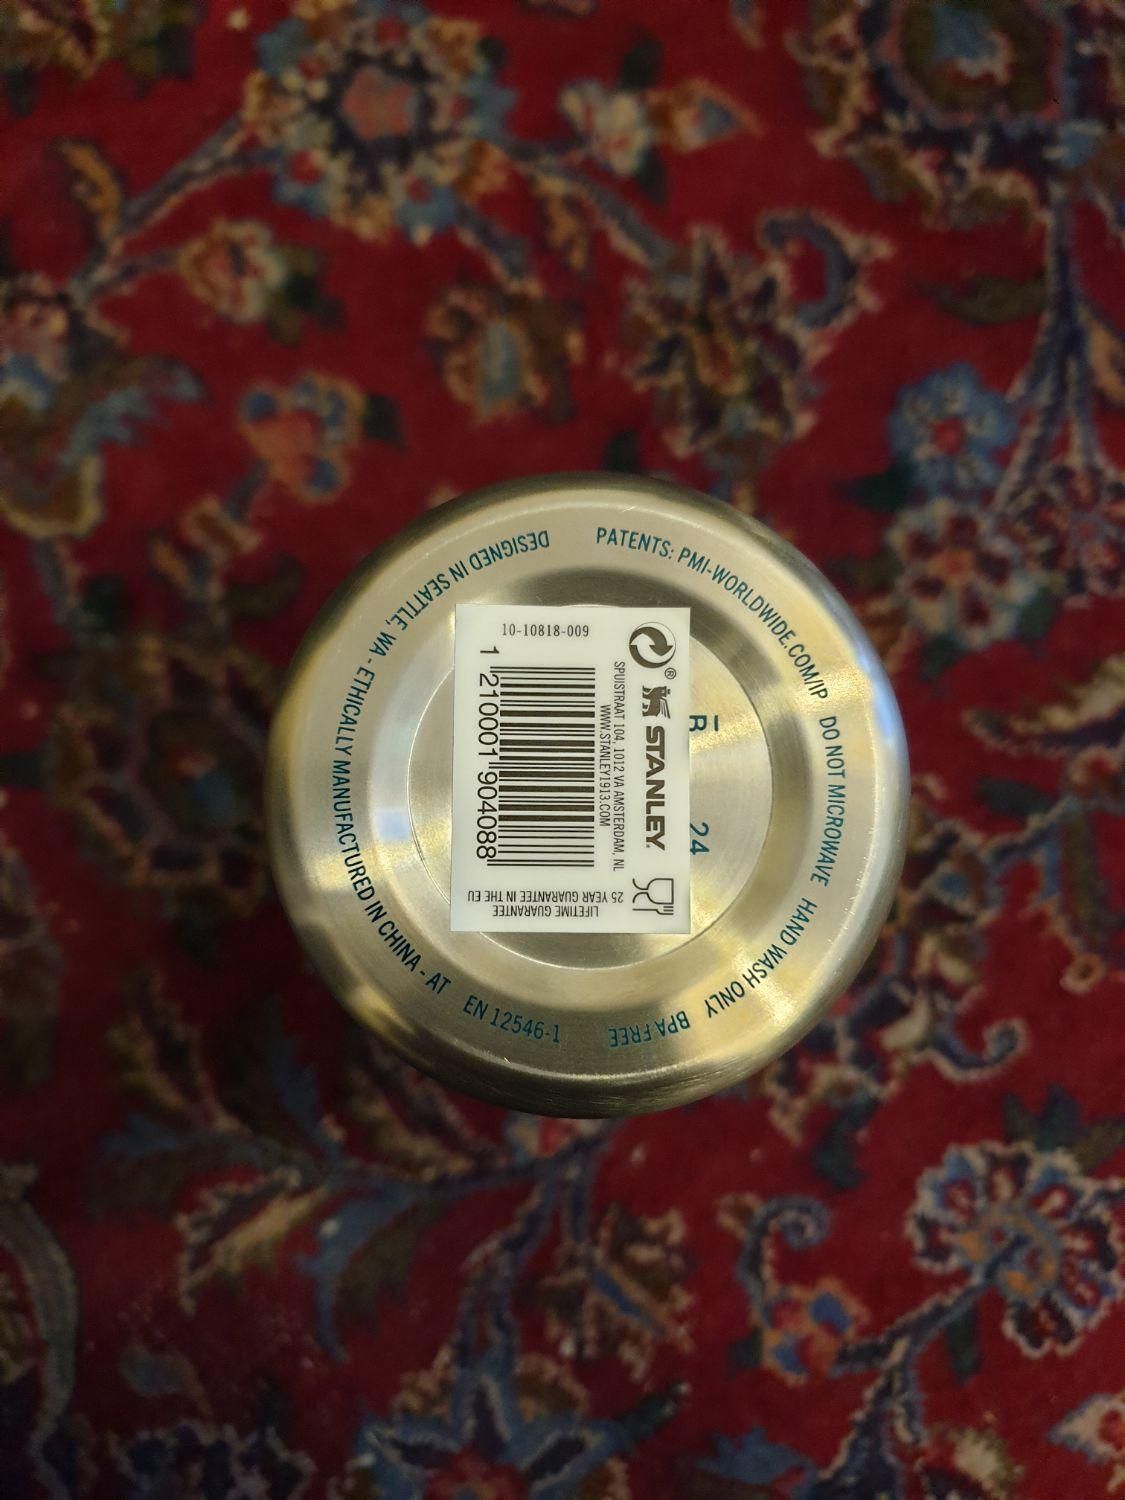 PATENTS: PMI-WORLDWIDE.COM/IP
DO NOT MICROWAVE
HAND WASH ONLY
BPA FREE
EN 12546-1
DESIGNED IN SEATTLE, WA - ETHICALLY MANUFACTURED IN CHINA - AT
10-10818-009
1 210001 904088
STANLEY®
SPUISTRAAT 104, 1012 VA AMSTERDAM, NL
WWW.STANLEY1913.COM
LIFETIME GUARANTEE
25 YEAR GUARANTEE IN THE EU
24